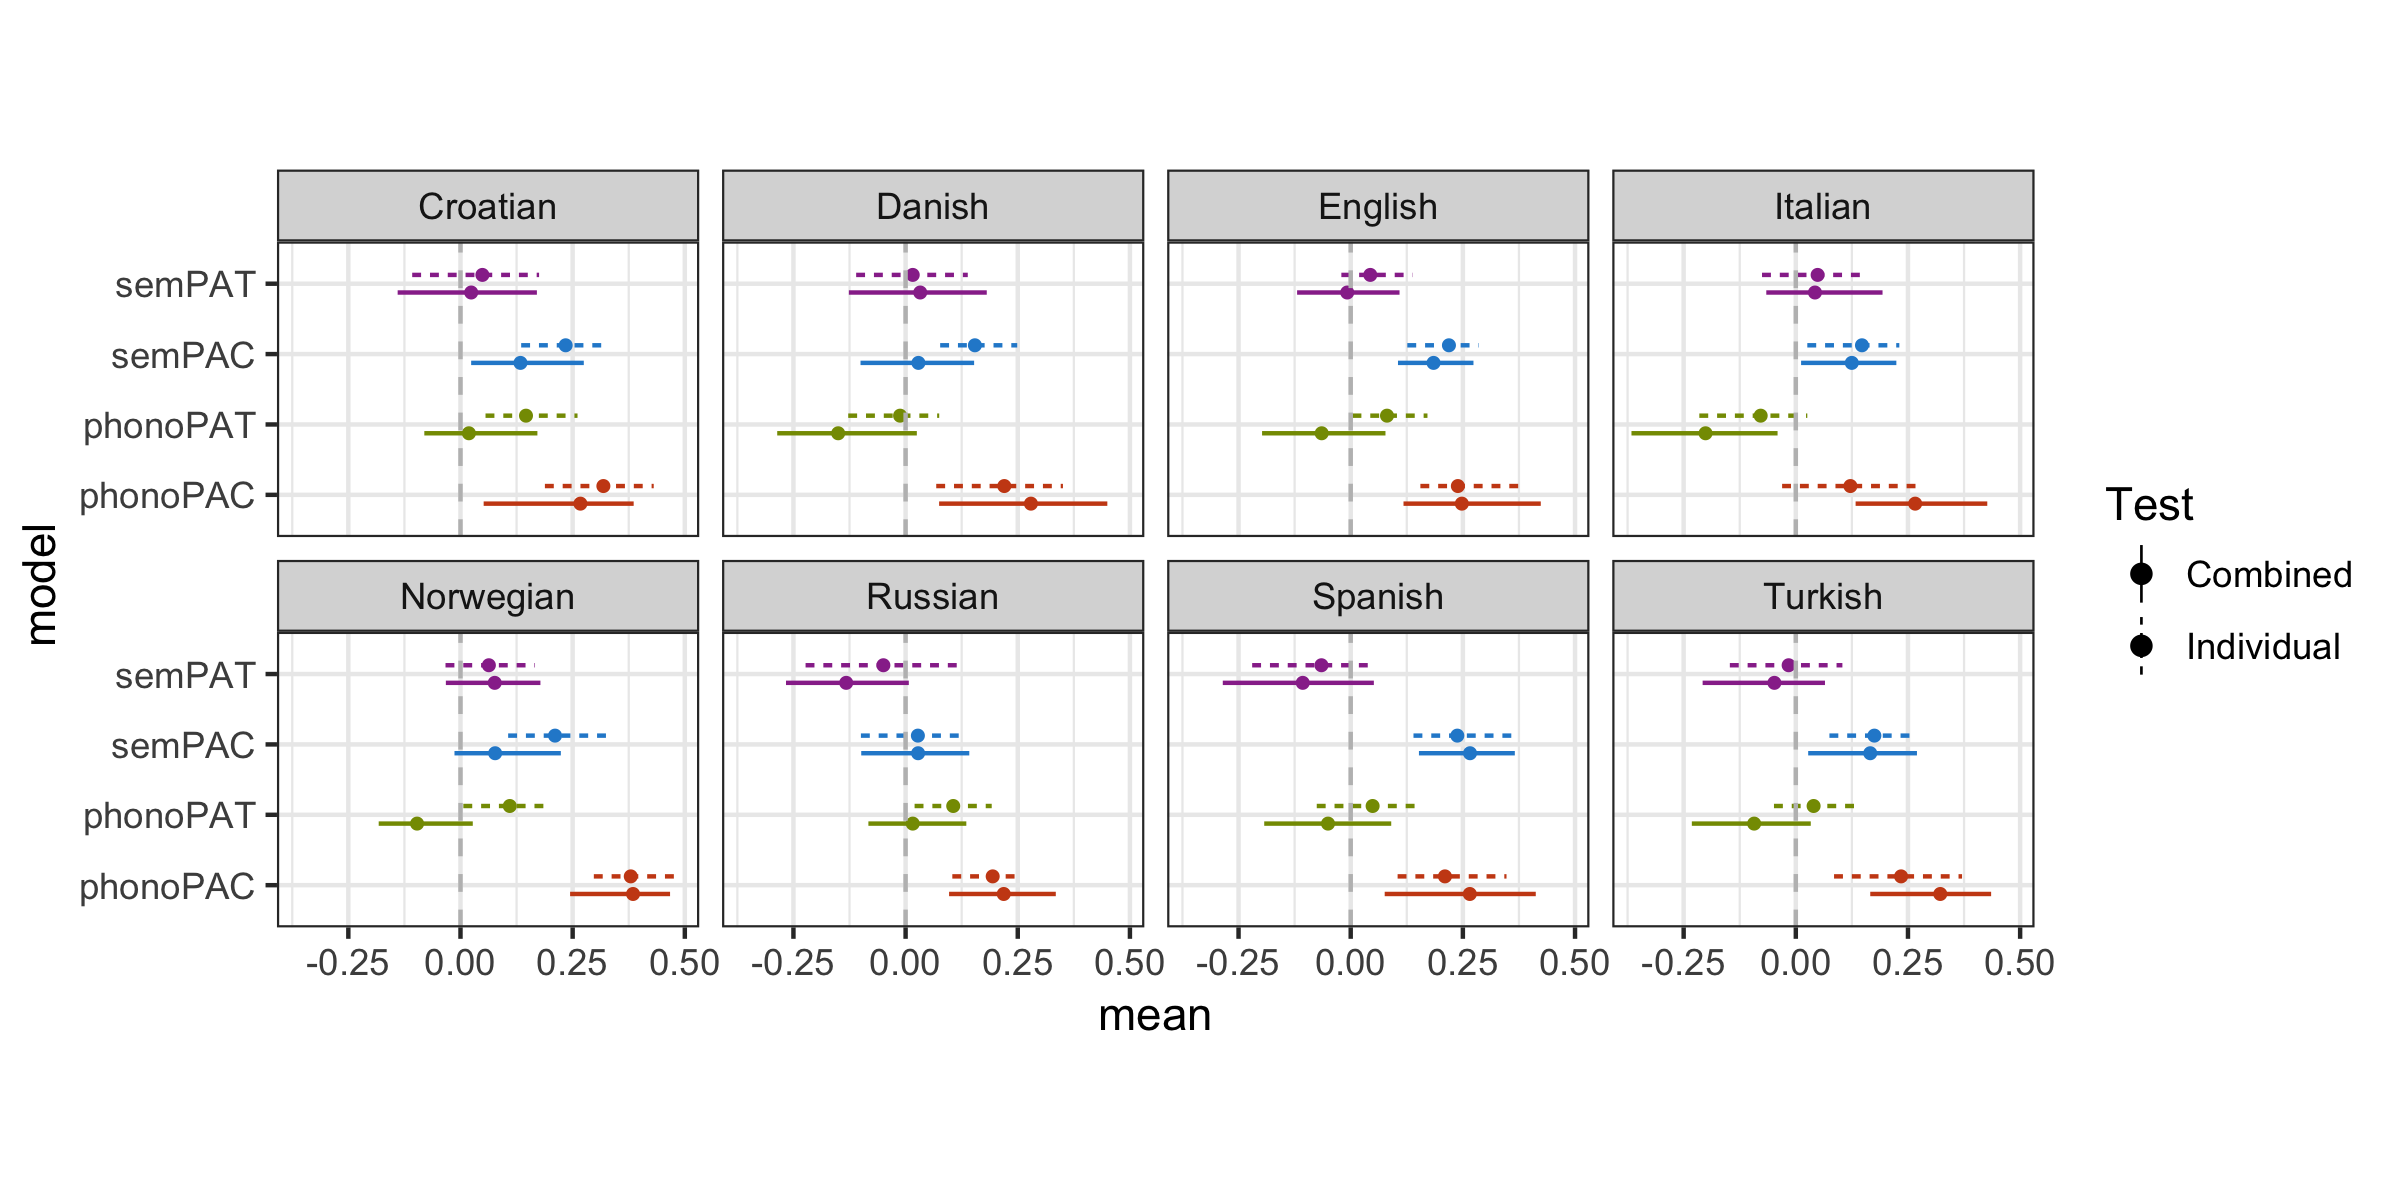 Croatian Danish English Italian
semPAT
semPAC
phonoPAT
phonoPAC
Norwegian Russian Spanish Turkish
semPAT
semPAC
phonoPAT
phonoPAC
-0.25 0.00 0.25 0.50 -0.25 0.00 0.25 0.50 -0.25 0.00 0.25 0.50 -0.25 0.00 0.25 0.50
mean
model
Test
Combined
Individual